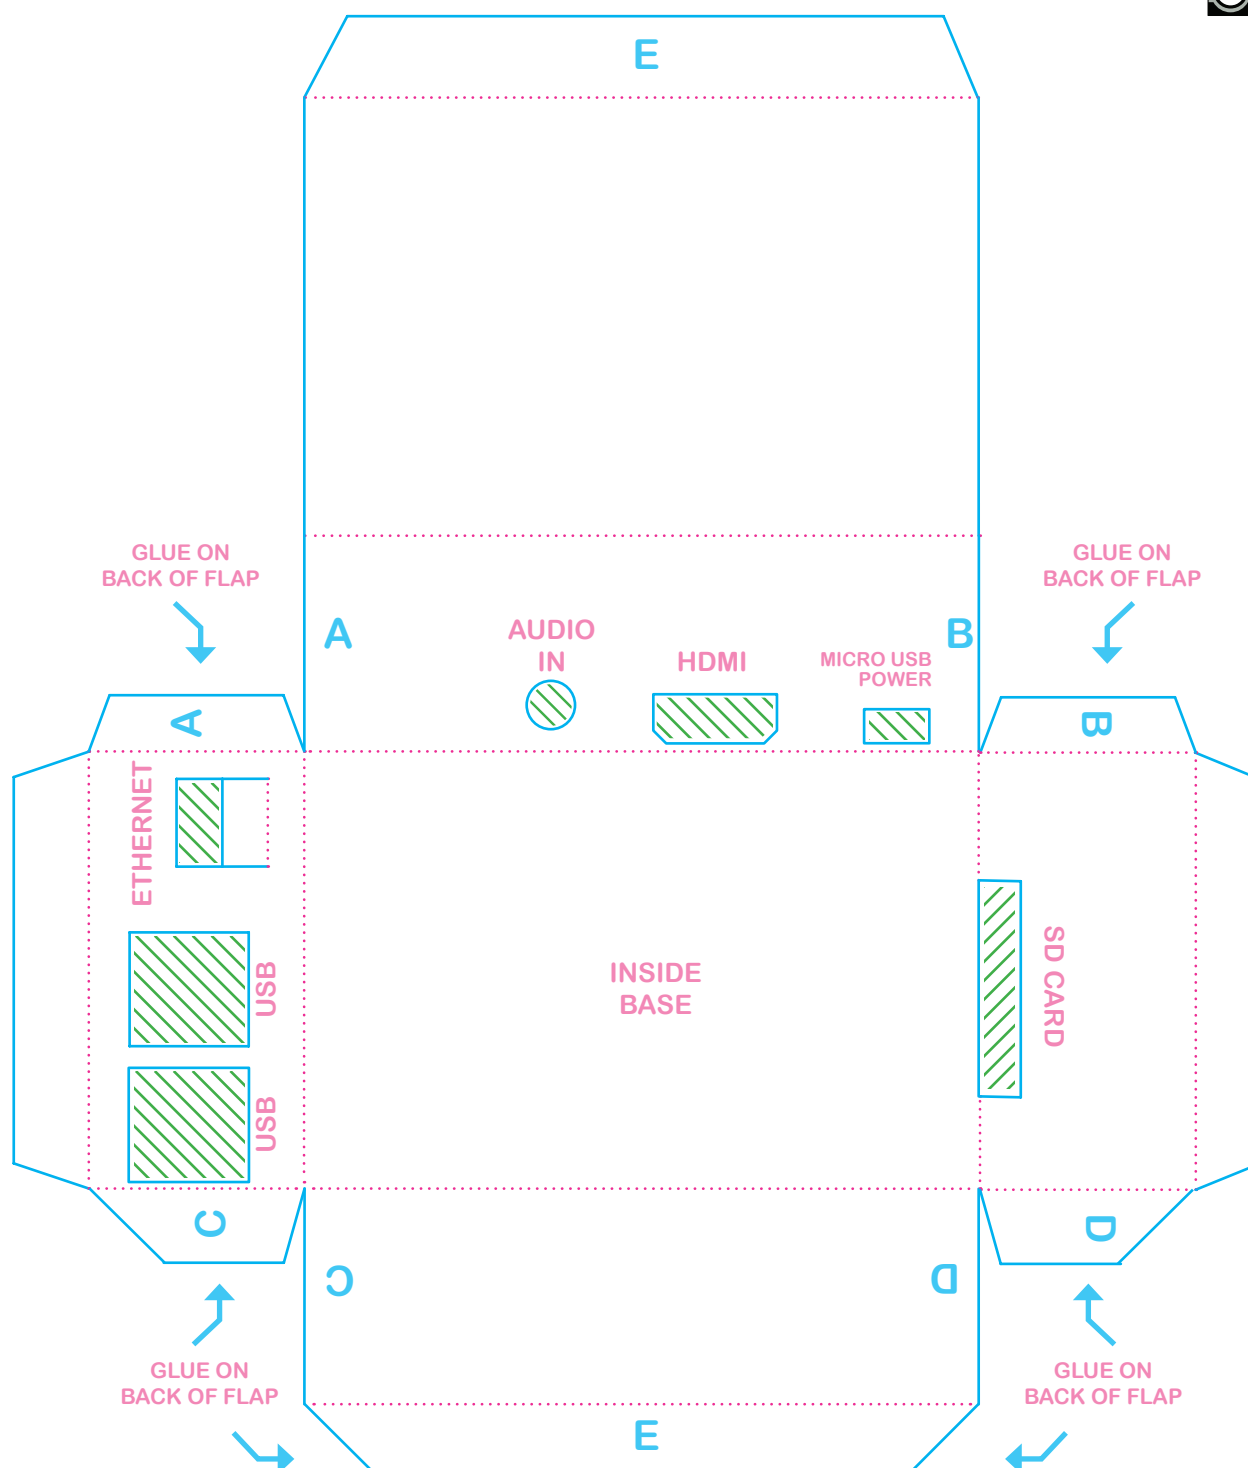 E
GLUE ON
BACK OF FLAP
GLUE ON
BACK OF FLAP
A
AUDIO
IN
HDMI
MICRO USB
POWER
B
A
B
ETHERNET
USB
USB
INSIDE
BASE
SD CARD
C
D
C
D
GLUE ON
BACK OF FLAP
GLUE ON
BACK OF FLAP
E